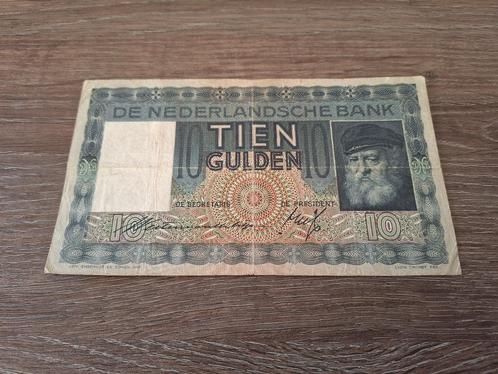 DE NEDERLANDSCHE BANK
10 TIEN 10
GULDEN
DE SECRETARIS DE PRESIDENT
10 10